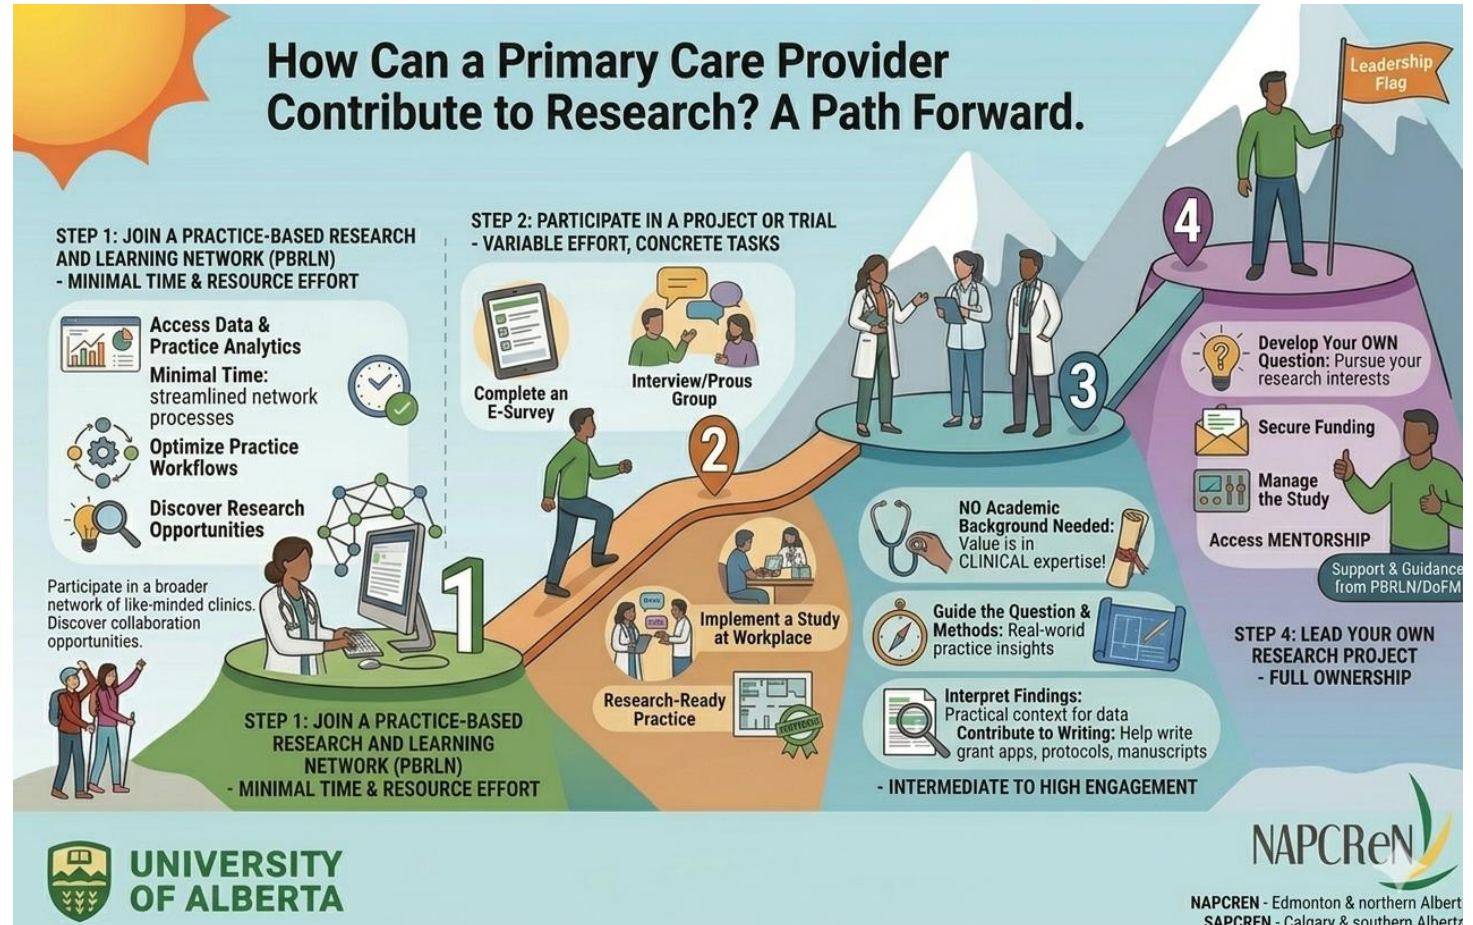 How Can a Primary Care Provider
Contribute to Research? A Path Forward.
Leadership
Flag
STEP 1: JOIN A PRACTICE-BASED RESEARCH
AND LEARNING NETWORK (PBRLN)
- MINIMAL TIME & RESOURCE EFFORT
Access Data &
Practice Analytics
Minimal Time:
streamlined network
processes
Optimize Practice
Workflows
Discover Research
Opportunities
Participate in a broader
network of like-minded clinics.
Discover collaboration
opportunities.
1
STEP 1: JOIN A PRACTICE-BASED
RESEARCH AND LEARNING
NETWORK (PBRLN)
- MINIMAL TIME & RESOURCE EFFORT
STEP 2: PARTICIPATE IN A PROJECT OR TRIAL
- VARIABLE EFFORT, CONCRETE TASKS
Complete an
E-Survey
Interview/Prous
Group
2
Implement a Study
at Workplace
Research-Ready
Practice
3
NO Academic
Background Needed:
Value is in
CLINICAL expertise!
Guide the Question &
Methods: Real-world
practice insights
Interpret Findings:
Practical context for data
Contribute to Writing: Help write
grant apps, protocols, manuscripts
- INTERMEDIATE TO HIGH ENGAGEMENT
4
Develop Your OWN
Question: Pursue your
research interests
Secure Funding
Manage
the Study
Access MENTORSHIP
Support & Guidance
from PBRLN/DoFM
STEP 4: LEAD YOUR OWN
RESEARCH PROJECT
- FULL OWNERSHIP
UNIVERSITY
OF ALBERTA
NAPCReN
NAPCREN - Edmonton & northern Albert
SAPCREN - Calgary & southern Alberta